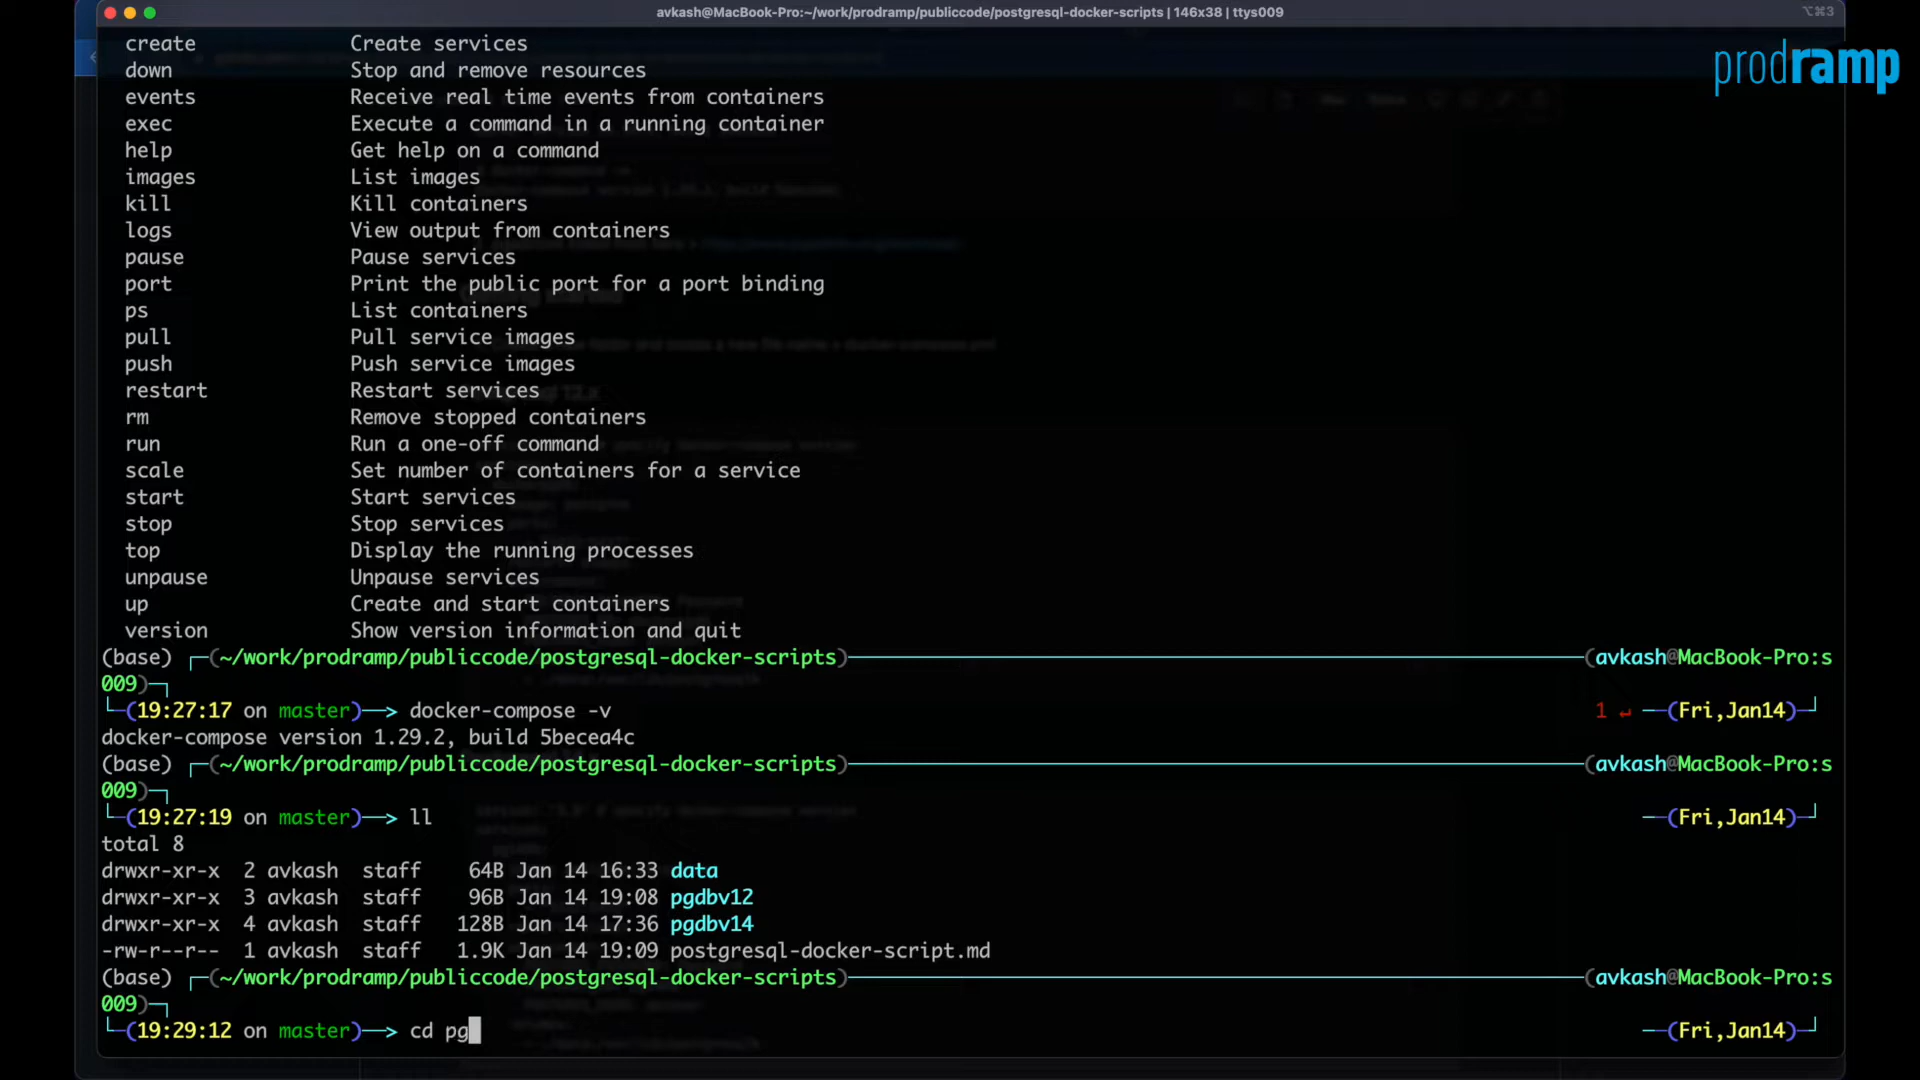 avkash@MacBook-Pro:~/work/prodramp/publiccode/postgresql-docker-scripts | 146x38 | ttys009
⌥⌘3
prodramp
create Create services
down Stop and remove resources
events Receive real time events from containers
exec Execute a command in a running container
help Get help on a command
images List images
kill Kill containers
logs View output from containers
pause Pause services
port Print the public port for a port binding
ps List containers
pull Pull service images
push Push service images
restart Restart services
rm Remove stopped containers
run Run a one-off command
scale Set number of containers for a service
start Start services
stop Stop services
top Display the running processes
unpause Unpause services
up Create and start containers
version Show version information and quit
(base) ┌─(~/work/prodramp/publiccode/postgresql-docker-scripts)──────(avkash@MacBook-Pro:s
009)─┐
└─(19:27:17 on master)──> docker-compose -v 1 ↵ ──(Fri,Jan14)─┘
docker-compose version 1.29.2, build 5becea4c
(base) ┌─(~/work/prodramp/publiccode/postgresql-docker-scripts)──────(avkash@MacBook-Pro:s
009)─┐
└─(19:27:19 on master)──> ll ──(Fri,Jan14)─┘
total 8
drwxr-xr-x 2 avkash staff 64B Jan 14 16:33 data
drwxr-xr-x 3 avkash staff 96B Jan 14 19:08 pgdbv12
drwxr-xr-x 4 avkash staff 128B Jan 14 17:36 pgdbv14
-rw-r--r-- 1 avkash staff 1.9K Jan 14 19:09 postgresql-docker-script.md
(base) ┌─(~/work/prodramp/publiccode/postgresql-docker-scripts)──────(avkash@MacBook-Pro:s
009)─┐
└─(19:29:12 on master)──> cd pg ──(Fri,Jan14)─┘